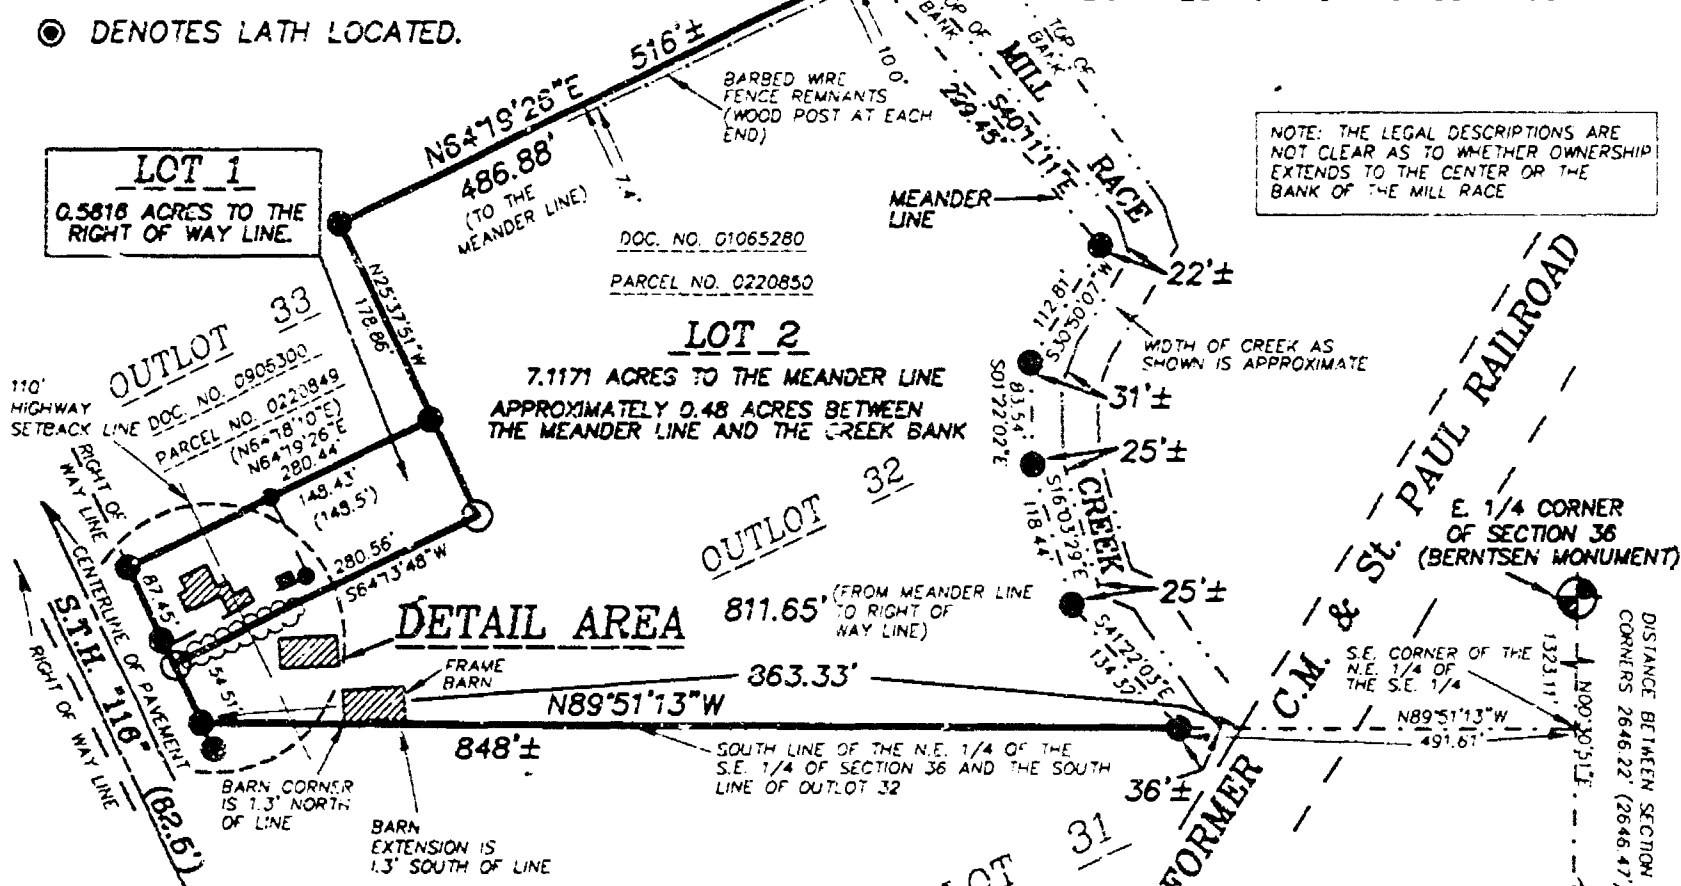 DENOTES LATH LOCATED.
516'±
N64°19'26"E
486.88'
(TO THE
MEANDER LINE)
BARBED WIRE
FENCE REMNANTS
(WOOD POST AT EACH
END)
10.0'
7.4'
TOP OF
BANK
TOP OF
BANK
MILL
RACE
S40°11'11"E
229.45'
MEANDER
LINE
NOTE: THE LEGAL DESCRIPTIONS ARE
NOT CLEAR AS TO WHETHER OWNERSHIP
EXTENDS TO THE CENTER OR THE
BANK OF THE MILL RACE
LOT 1
0.5818 ACRES TO THE
RIGHT OF WAY LINE.
DOC. NO. 01065280
PARCEL NO. 0220850
N25°37'51"W
178.86'
LOT 2
7.1171 ACRES TO THE MEANDER LINE
APPROXIMATELY 0.48 ACRES BETWEEN
THE MEANDER LINE AND THE CREEK BANK
22'±
112.81'
S30°50'07"W
WIDTH OF CREEK AS
SHOWN IS APPROXIMATE
31'±
83.54'
S01°22'02"E
25'±
S16°03'29"E
118.44'
CREEK
25'±
S41°22'03"E
134.32'
OUTLOT 33
DOC. NO. 0905300
PARCEL NO. 0220849
(N64°18'10"E)
N64°19'26"E
280.44'
148.43'
(148.5')
110'
HIGHWAY
SETBACK LINE
RIGHT OF
WAY LINE
CENTERLINE OF PAVEMENT
S.T.H. "116" (82.5')
RIGHT OF WAY LINE
87.45'
280.56'
S64°13'48"W
54.51'
OUTLOT 32
DETAIL AREA
811.65'
(FROM MEANDER LINE
TO RIGHT OF
WAY LINE)
FRAME
BARN
863.33'
N89°51'13"W
848'±
SOUTH LINE OF THE N.E. 1/4 OF THE
S.E. 1/4 OF SECTION 36 AND THE SOUTH
LINE OF OUTLOT 32
36'±
BARN CORNER
IS 1.3' NORTH
OF LINE
BARN
EXTENSION IS
1.3' SOUTH OF LINE
31
FORMER C.M. & St. PAUL RAILROAD
E. 1/4 CORNER
OF SECTION 36
(BERNTSEN MONUMENT)
S.E. CORNER OF THE
N.E. 1/4 OF
THE S.E. 1/4
N89°51'13"W
491.61'
1323.11'
DISTANCE BETWEEN SECTION
CORNERS 2646.22' (2646.47'